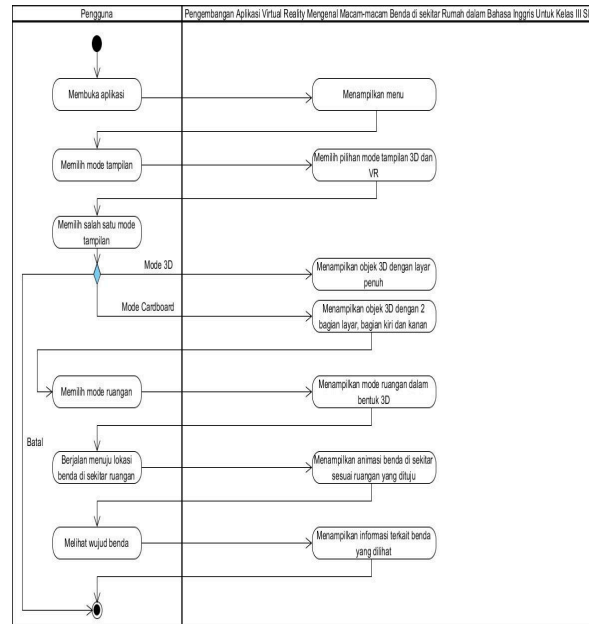 Pengguna
Pengembangan Aplikasi Virtual Reality Mengenal Macam-macam Benda di sekitar Rumah dalam Bahasa Inggris Untuk Kelas III
Membuka aplikasi
Menampilkan menu
Memilih mode tampilan
Memilih pilihan mode tampilan 3D dan
VR
Memilih salah satu mode
tampilan
Mode 3D
Menampilkan objek 3D dengan layar
penuh
Mode Cardboard
Menampilkan objek 3D dengan 2
bagian layar, bagian kiri dan kanan
Memilih mode ruangan
Menampilkan mode ruangan dalam
bentuk 3D
Batal
Berjalan menuju lokasi
benda di sekitar ruangan
Menampilkan animasi benda di sekitar
sesuai ruangan yang dituju
Melihat wujud benda
Menampilkan informasi terkait benda
yang dilihat